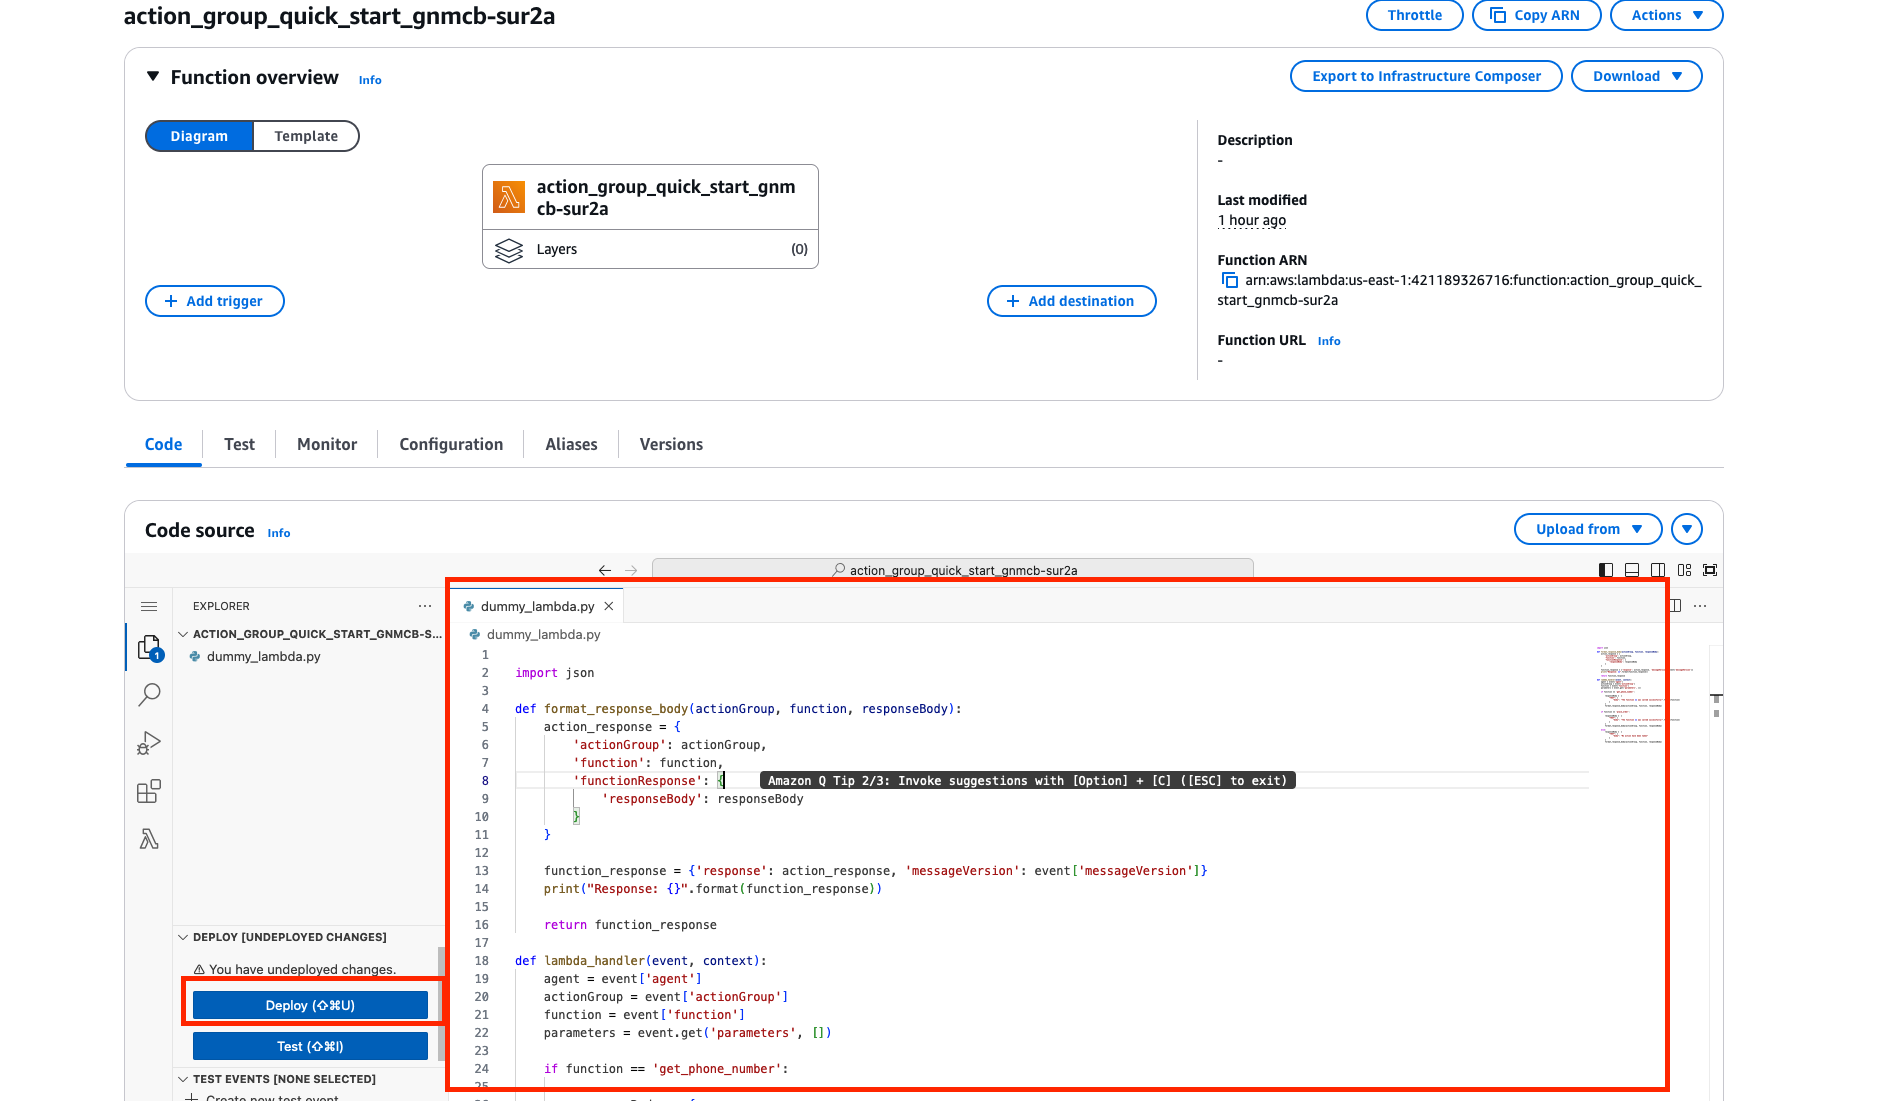 action_group_quick_start_gnmcb-sur2a
Throttle
Copy ARN
Actions
Function overview Info
Export to Infrastructure Composer
Download
Diagram
Template
action_group_quick_start_gnm
cb-sur2a
Layers (0)
+ Add trigger
+ Add destination
Description
-
Last modified
1 hour ago
Function ARN
arn:aws:lambda:us-east-1:421189326716:function:action_group_quick_
start_gnmcb-sur2a
Function URL Info
-
Code
Test
Monitor
Configuration
Aliases
Versions
Code source Info
Upload from
action_group_quick_start_gnmcb-sur2a
EXPLORER
ACTION_GROUP_QUICK_START_GNMCB-S...
dummy_lambda.py
1
DEPLOY [UNDEPLOYED CHANGES]
You have undeployed changes.
Deploy (⇧⌘U)
Test (⇧⌘I)
TEST EVENTS [NONE SELECTED]
+ Create new test event
dummy_lambda.py
dummy_lambda.py
1
2 import json
3
4 def format_response_body(actionGroup, function, responseBody):
5 action_response = {
6 'actionGroup': actionGroup,
7 'function': function,
8 'functionResponse': { Amazon Q Tip 2/3: Invoke suggestions with [Option] + [C] ([ESC] to exit)
9 'responseBody': responseBody
10 }
11 }
12
13 function_response = {'response': action_response, 'messageVersion': event['messageVersion']}
14 print("Response: {}".format(function_response))
15
16 return function_response
17
18 def lambda_handler(event, context):
19 agent = event['agent']
20 actionGroup = event['actionGroup']
21 function = event['function']
22 parameters = event.get('parameters', [])
23
24 if function == 'get_phone_number':
25